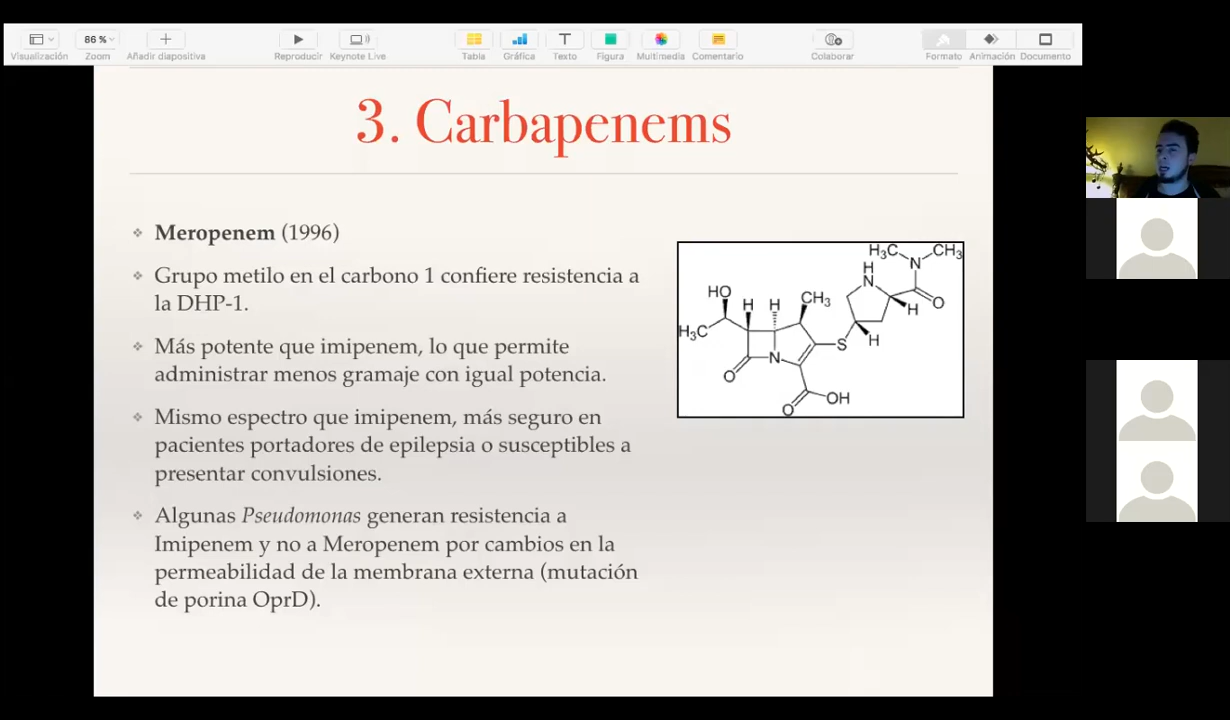 86 %
Visualización Zoom Añadir diapositiva Reproducir Keynote Live Tabla Gráfica Texto Figura Multimedia Comentario Colaborar Formato Animación Documento
3. Carbapenems
Meropenem (1996)
Grupo metilo en el carbono 1 confiere resistencia a
la DHP-1.
Más potente que imipenem, lo que permite
administrar menos gramaje con igual potencia.
Mismo espectro que imipenem, más seguro en
pacientes portadores de epilepsia o susceptibles a
presentar convulsiones.
Algunas Pseudomonas generan resistencia a
Imipenem y no a Meropenem por cambios en la
permeabilidad de la membrana externa (mutación
de porina OprD).
H₃C CH₃
N
H
N
HO H H CH₃ H O
H₃C S H
N
O
OH
O